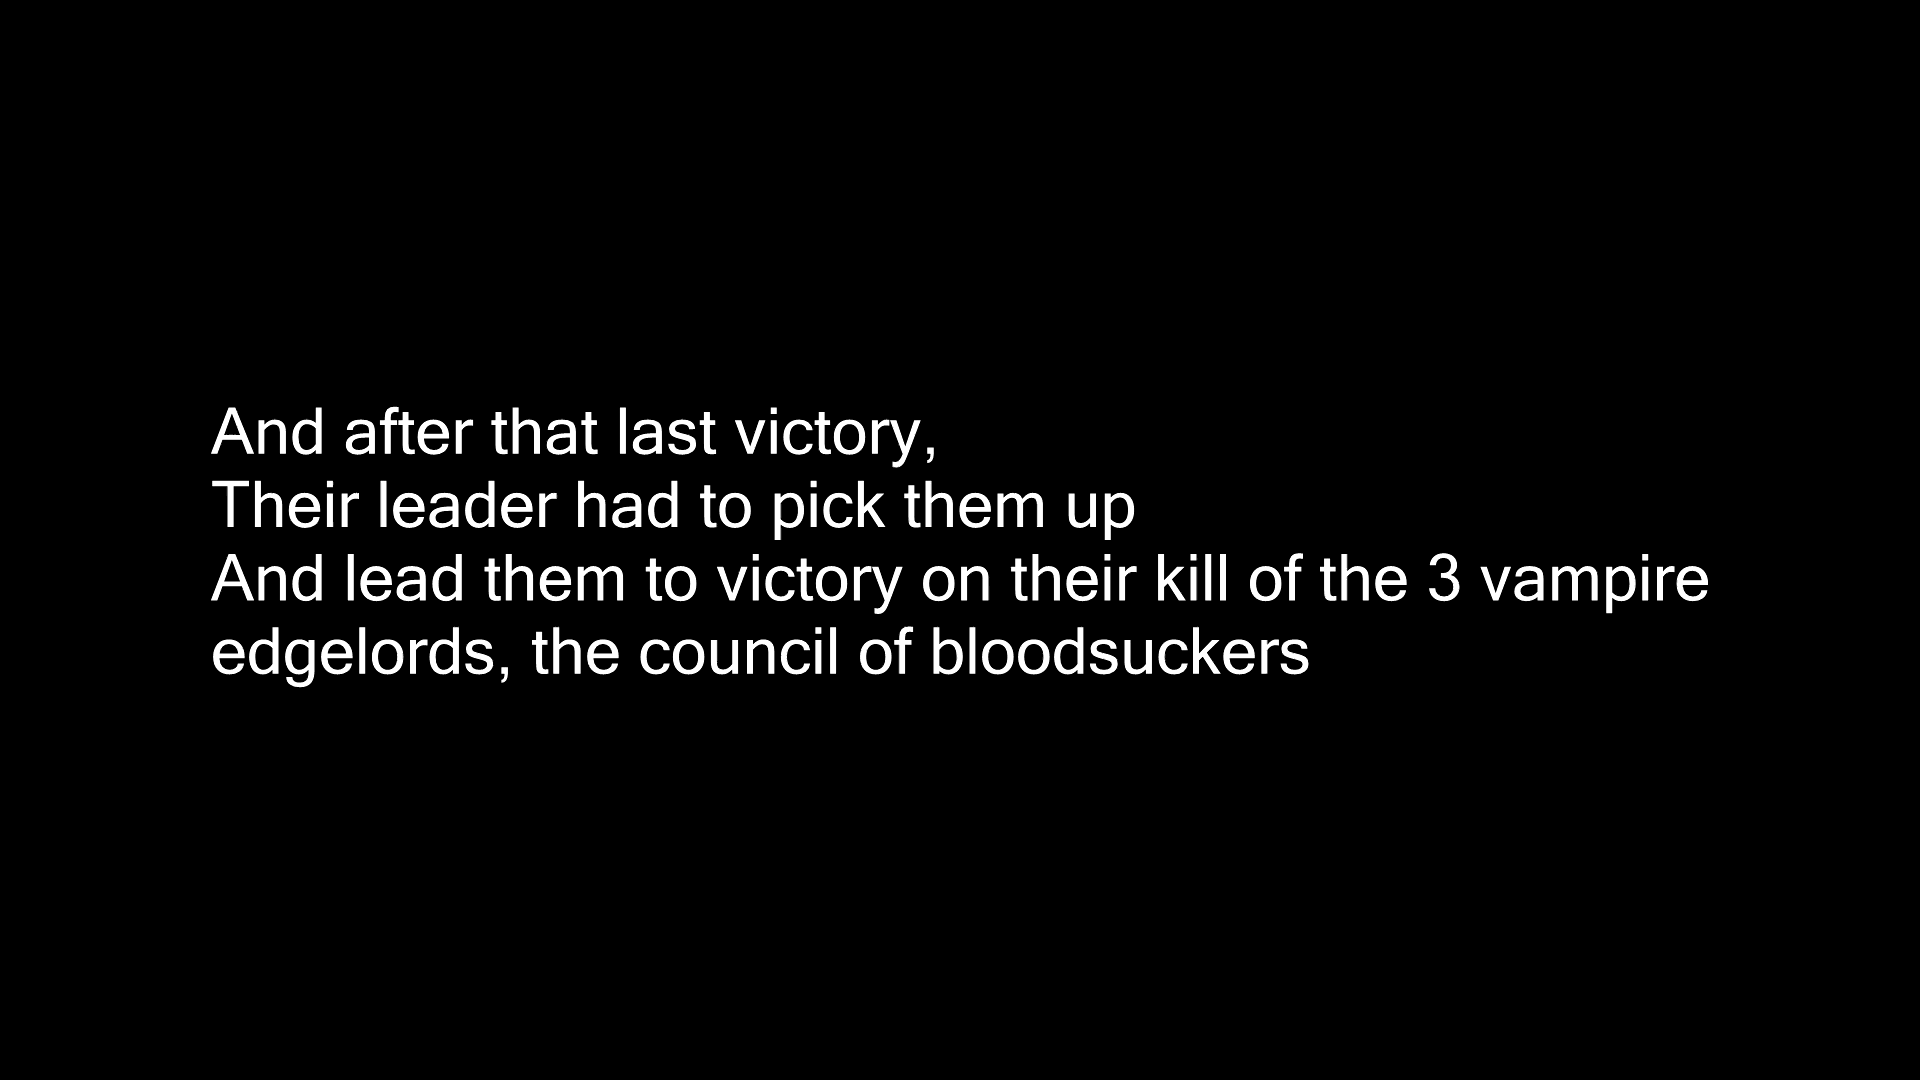 And after that last victory,
Their leader had to pick them up
And lead them to victory on their kill of the 3 vampire
edgelords, the council of bloodsuckers